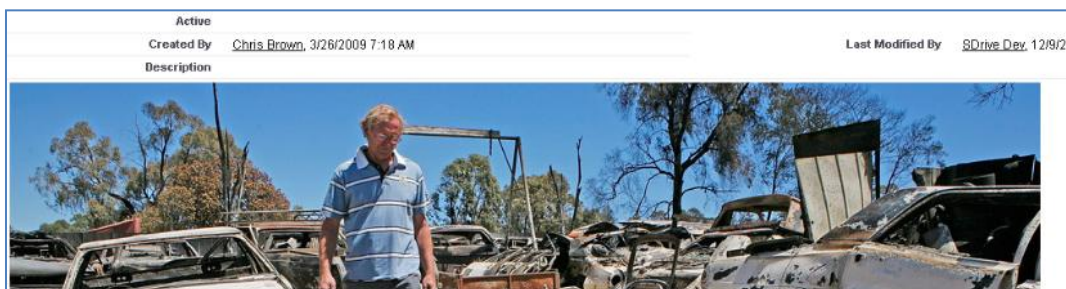 Active
Created By Chris Brown, 3/26/2009 7:18 AM Last Modified By SDrive Dev, 12/9/2
Description